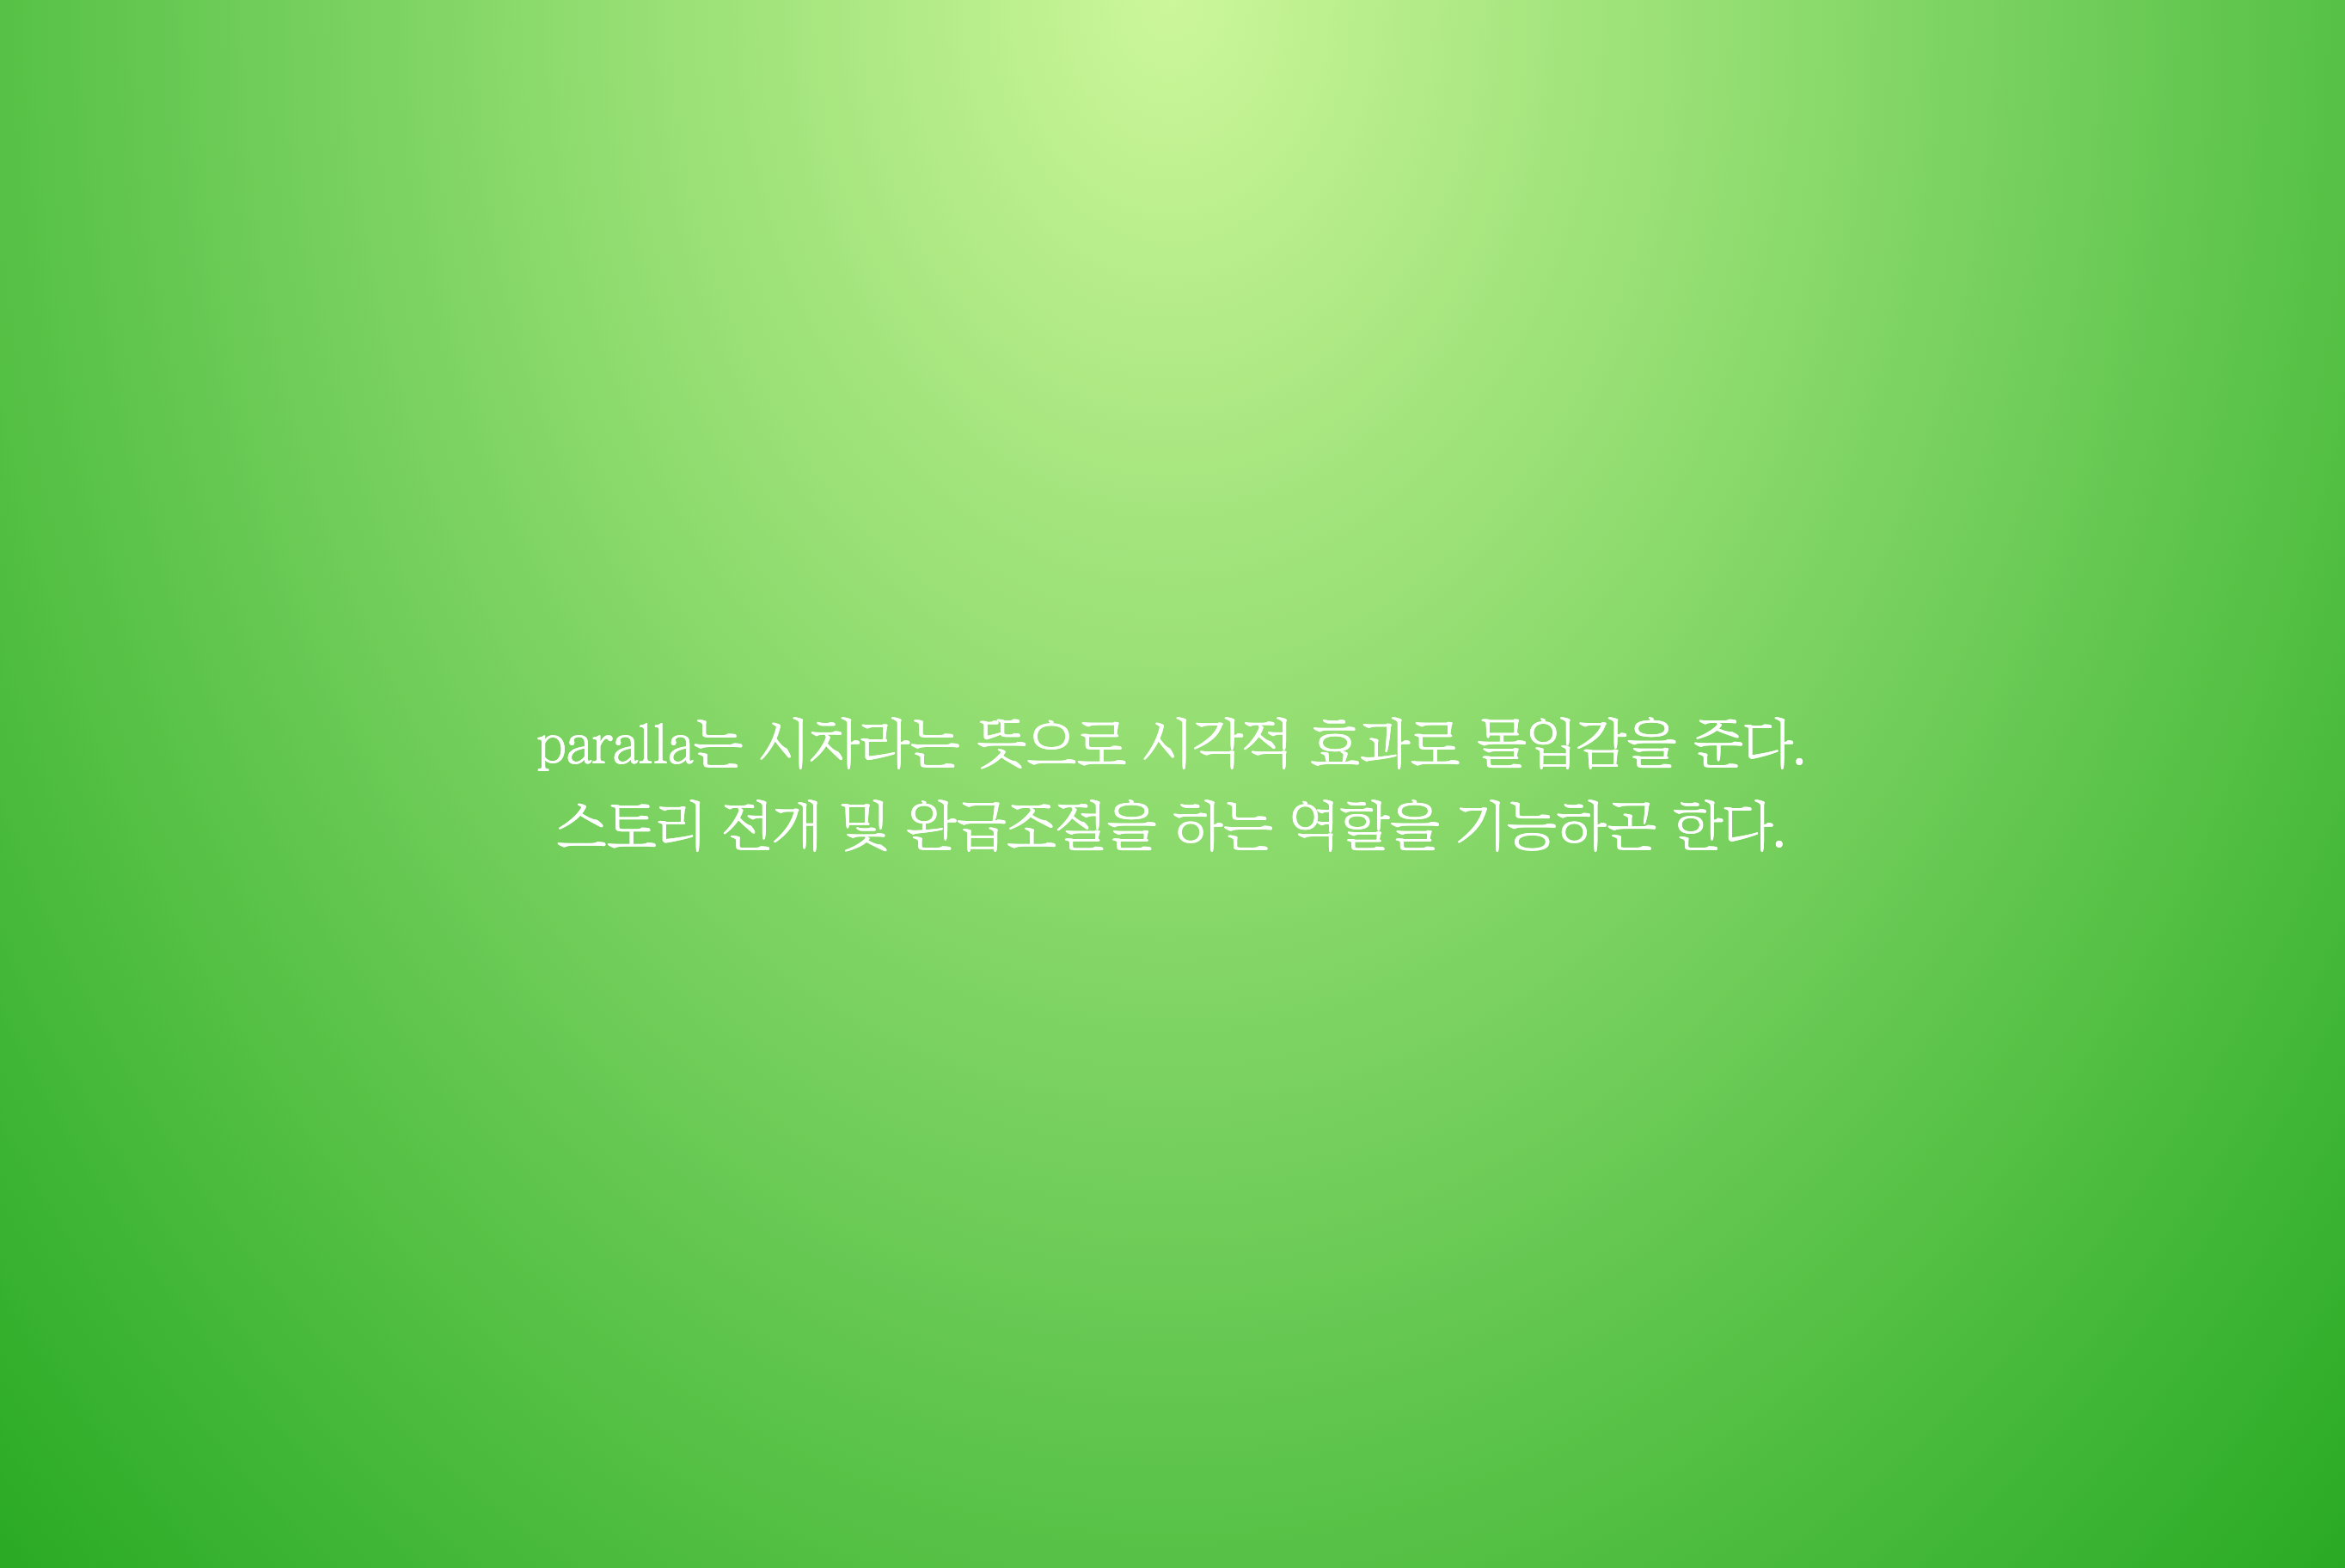 paralla는 시차라는 뜻으로 시각적 효과로 몰입감을 준다.
스토리 전개 및 완급조절을 하는 역할을 기능하곤 한다.